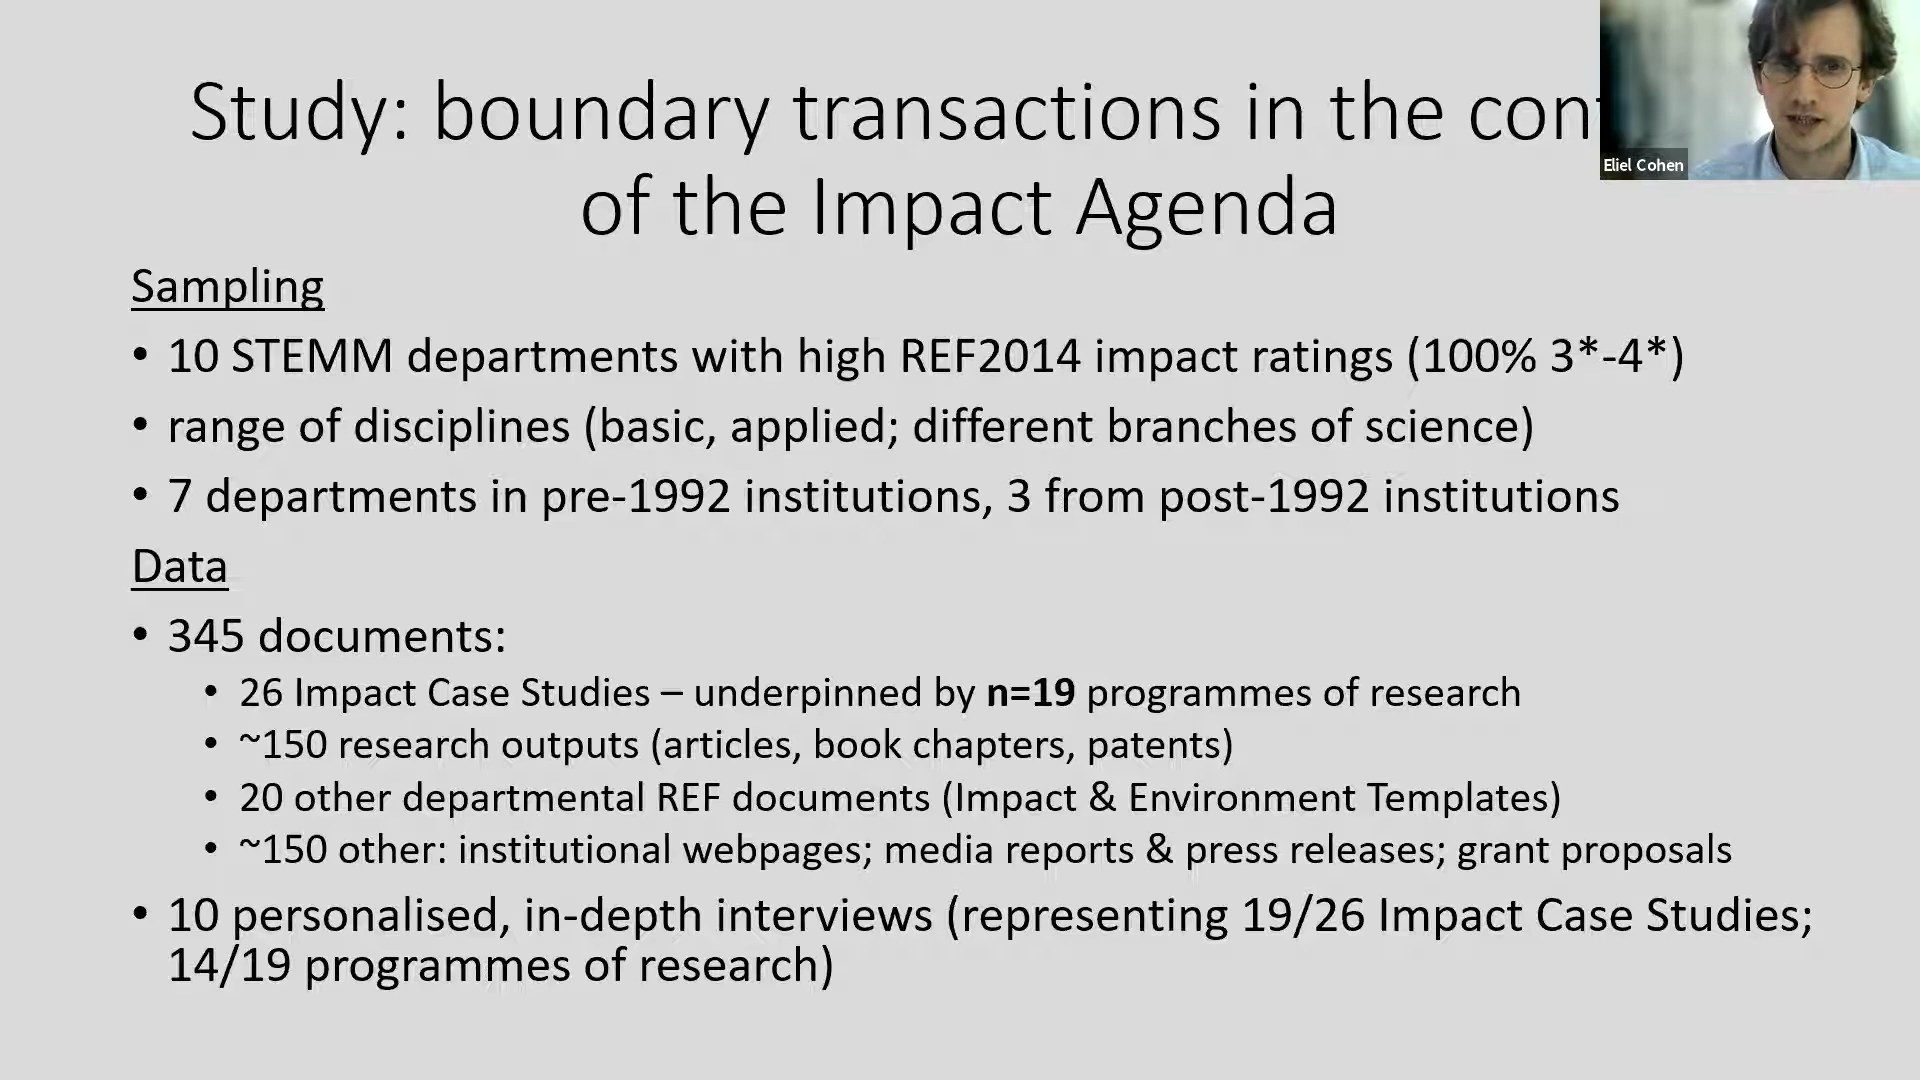 Study: boundary transactions in the
of the Impact Agenda
Eliel Cohen
Sampling
• 10 STEMM departments with high REF2014 impact ratings (100% 3*-4*)
• range of disciplines (basic, applied; different branches of science)
• 7 departments in pre-1992 institutions, 3 from post-1992 institutions
Data
• 345 documents:
• 26 Impact Case Studies – underpinned by n=19 programmes of research
• ~150 research outputs (articles, book chapters, patents)
• 20 other departmental REF documents (Impact & Environment Templates)
• ~150 other: institutional webpages; media reports & press releases; grant proposals
• 10 personalised, in-depth interviews (representing 19/26 Impact Case Studies;
14/19 programmes of research)